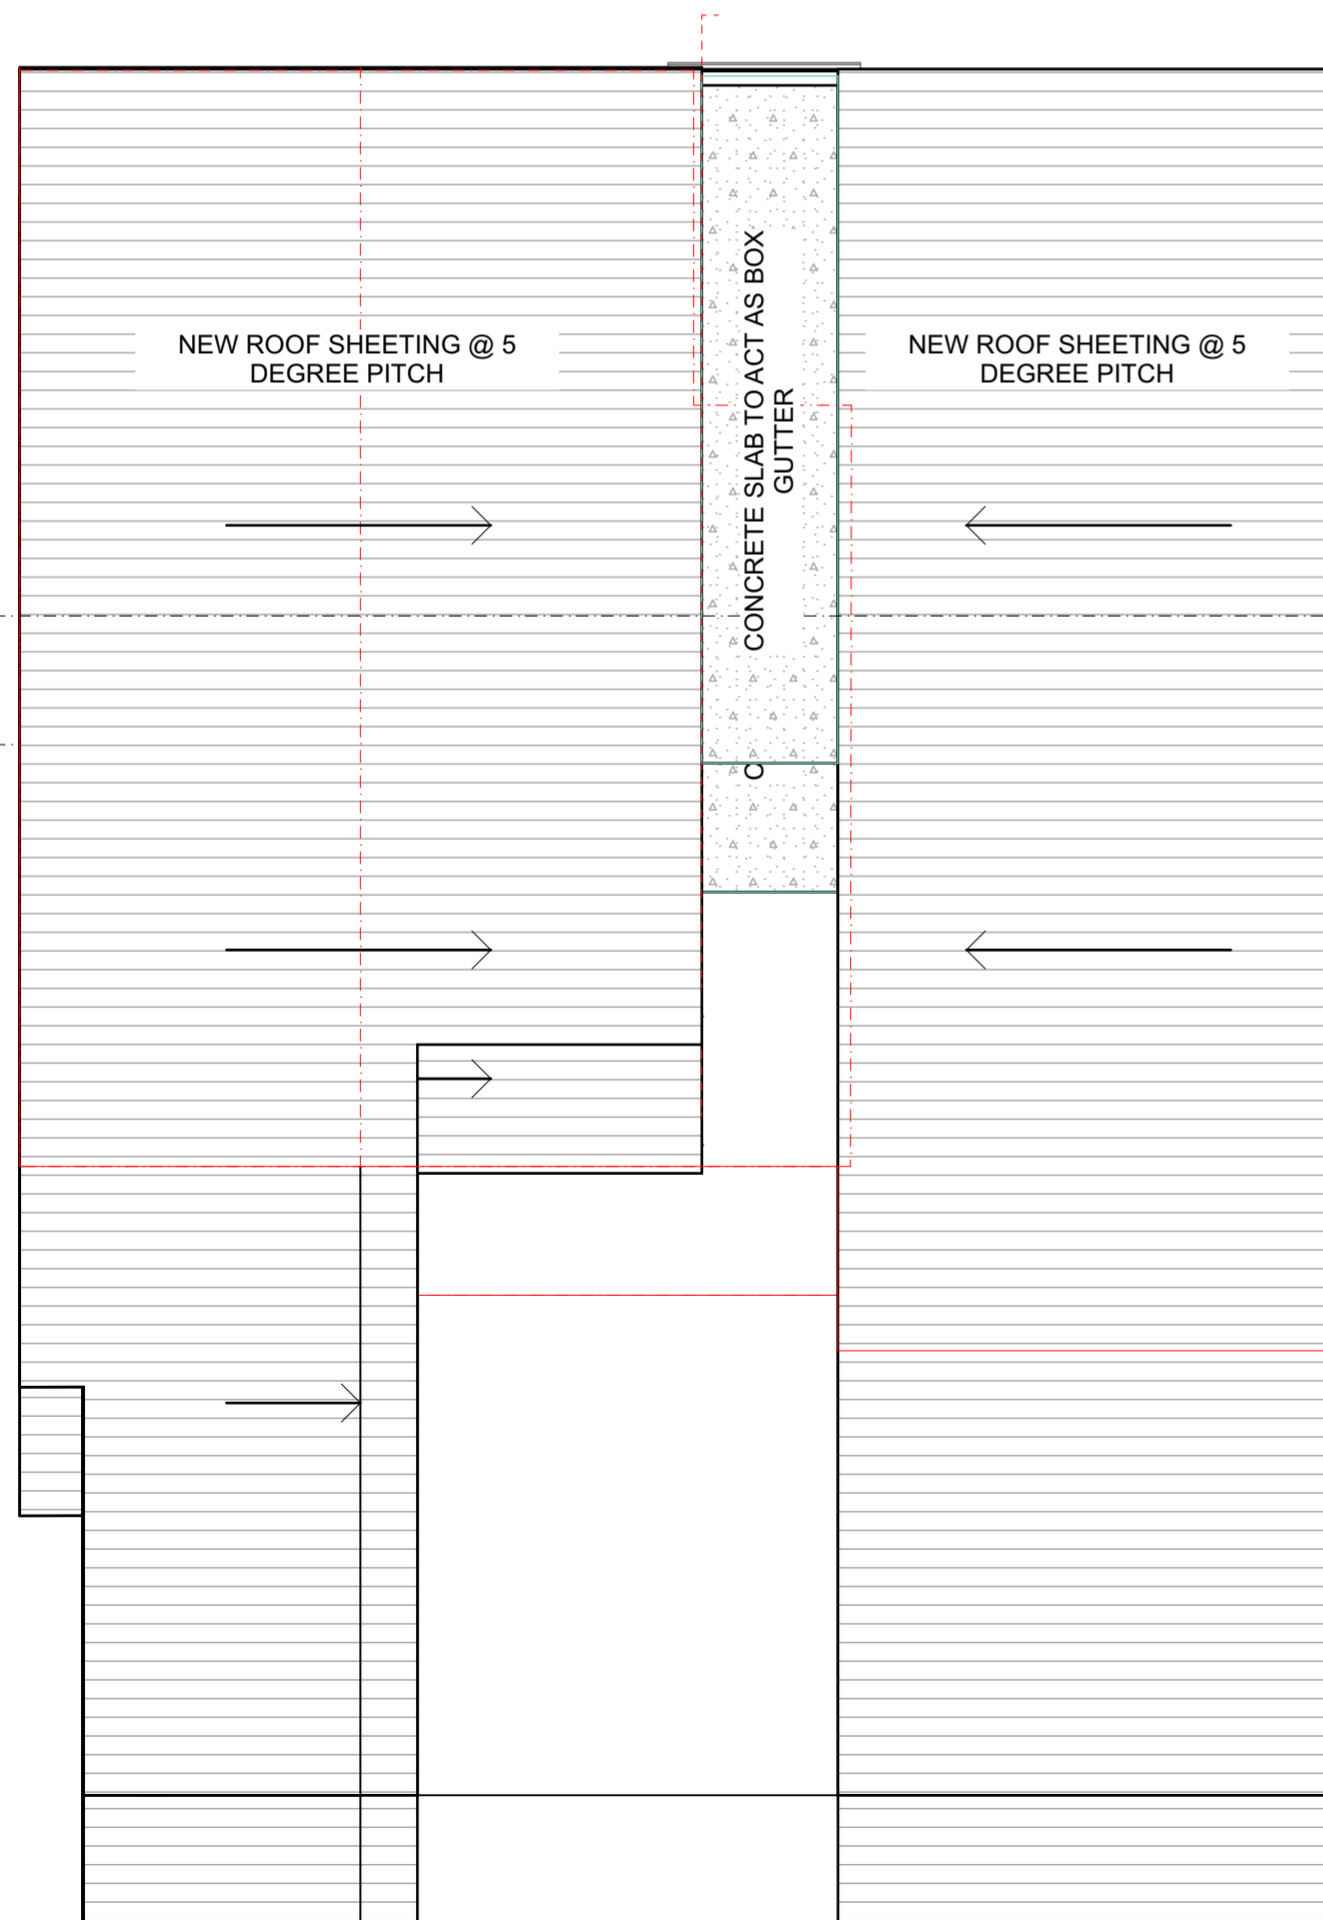 NEW ROOF SHEETING @ 5
DEGREE PITCH
CONCRETE SLAB TO ACT AS BOX
GUTTER
NEW ROOF SHEETING @ 5
DEGREE PITCH
C